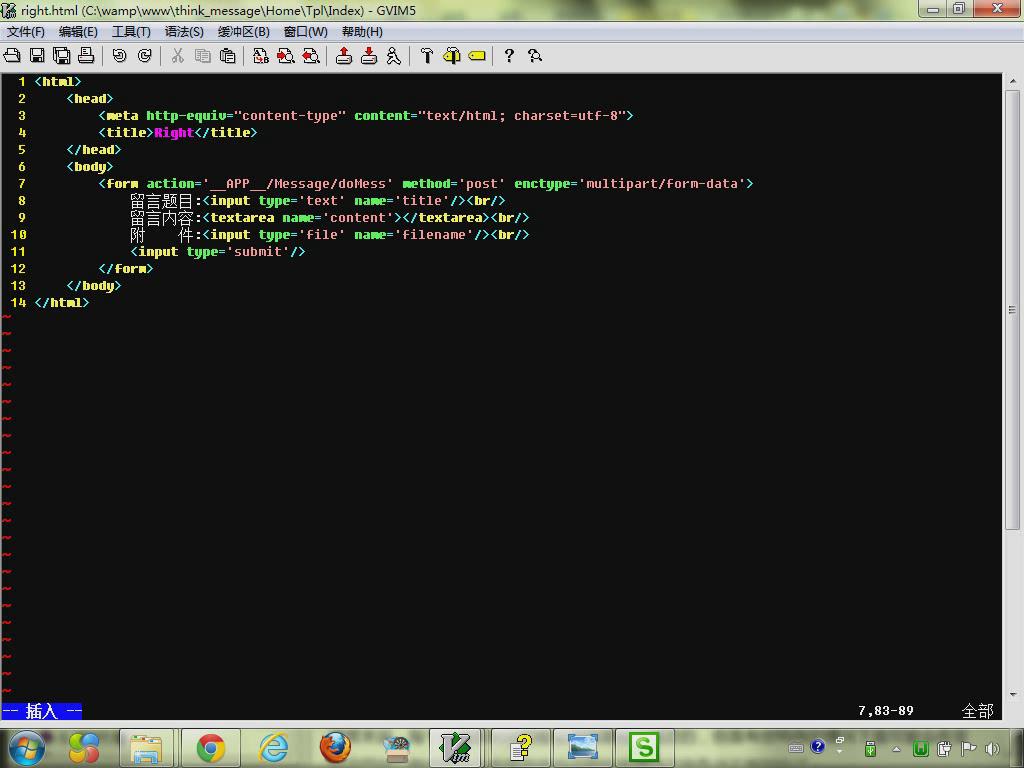 right.html (C:\wamp\www\think_message\Home\Tpl\Index) - GVIM5
文件(F) 编辑(E) 工具(T) 语法(S) 缓冲区(B) 窗口(W) 帮助(H)
1 <html>
2 <head>
3 <meta http-equiv="content-type" content="text/html; charset=utf-8">
4 <title>Right</title>
5 </head>
6 <body>
7 <form action='__APP__/Message/doMess' method='post' enctype='multipart/form-data'>
8 留言题目:<input type='text' name='title'/><br/>
9 留言内容:<textarea name='content'></textarea><br/>
10 附    件:<input type='file' name='filename'/><br/>
11 <input type='submit'/>
12 </form>
13 </body>
14 </html>
-- 插入 -- 7,83-89 全部